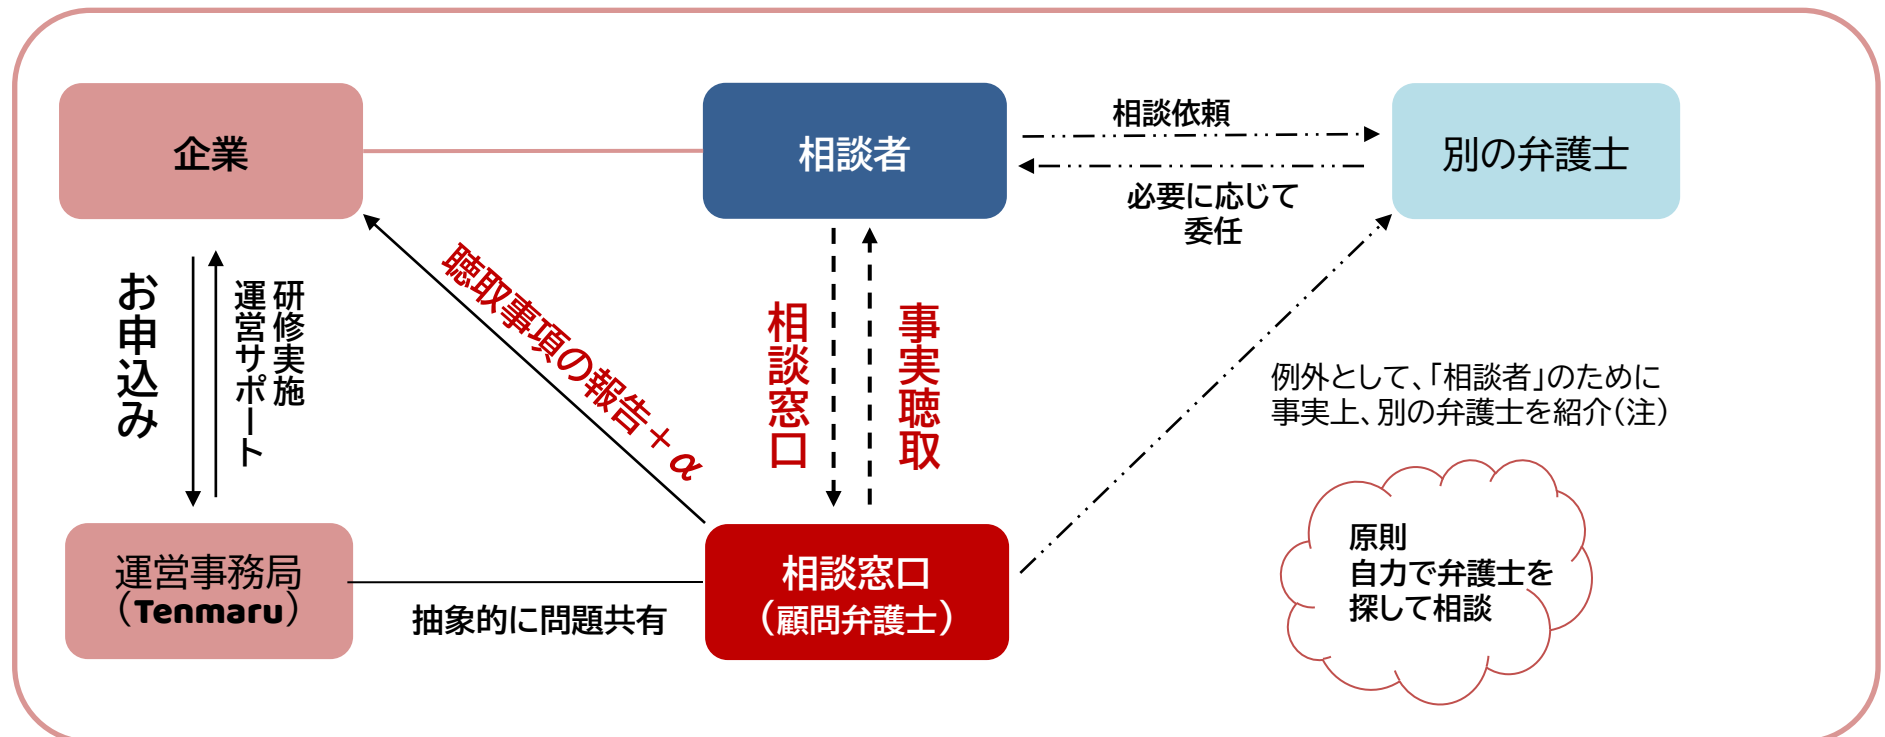 企業
相談者
相談依頼
別の弁護士
必要に応じて
委任
お申込み
研修実施
運営サポート
聴取事項の報告+α
相談窓口
事実聴取
例外として、「相談者」のために
事実上、別の弁護士を紹介(注)
原則
自力で弁護士を
探して相談
運営事務局
(Tenmaru)
抽象的に問題共有
相談窓口
(顧問弁護士)